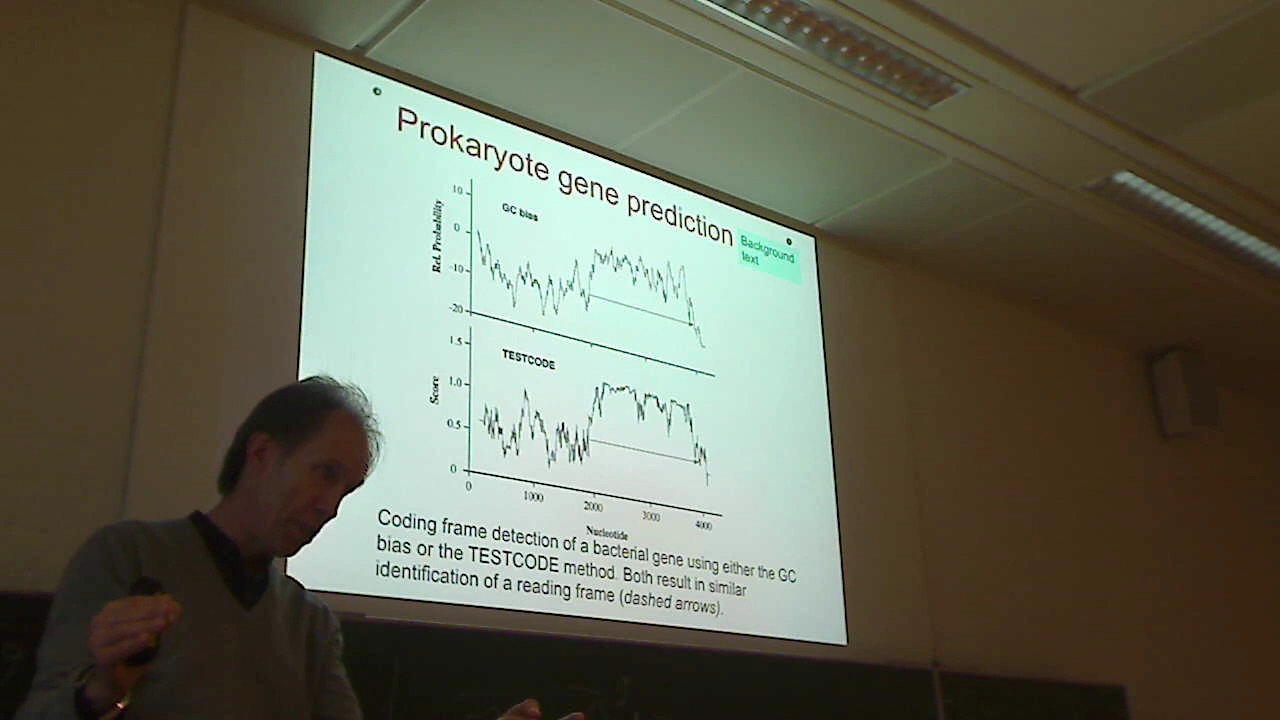 Prokaryote gene prediction
Background
text
10
GC bias
0
Rel. Probability
-10
-20
1.5
TESTCODE
1.0
Score
0.5
0
0 1000 2000 3000 4000
Nucleotide
Coding frame detection of a bacterial gene using either the GC
bias or the TESTCODE method. Both result in similar
identification of a reading frame (dashed arrows).